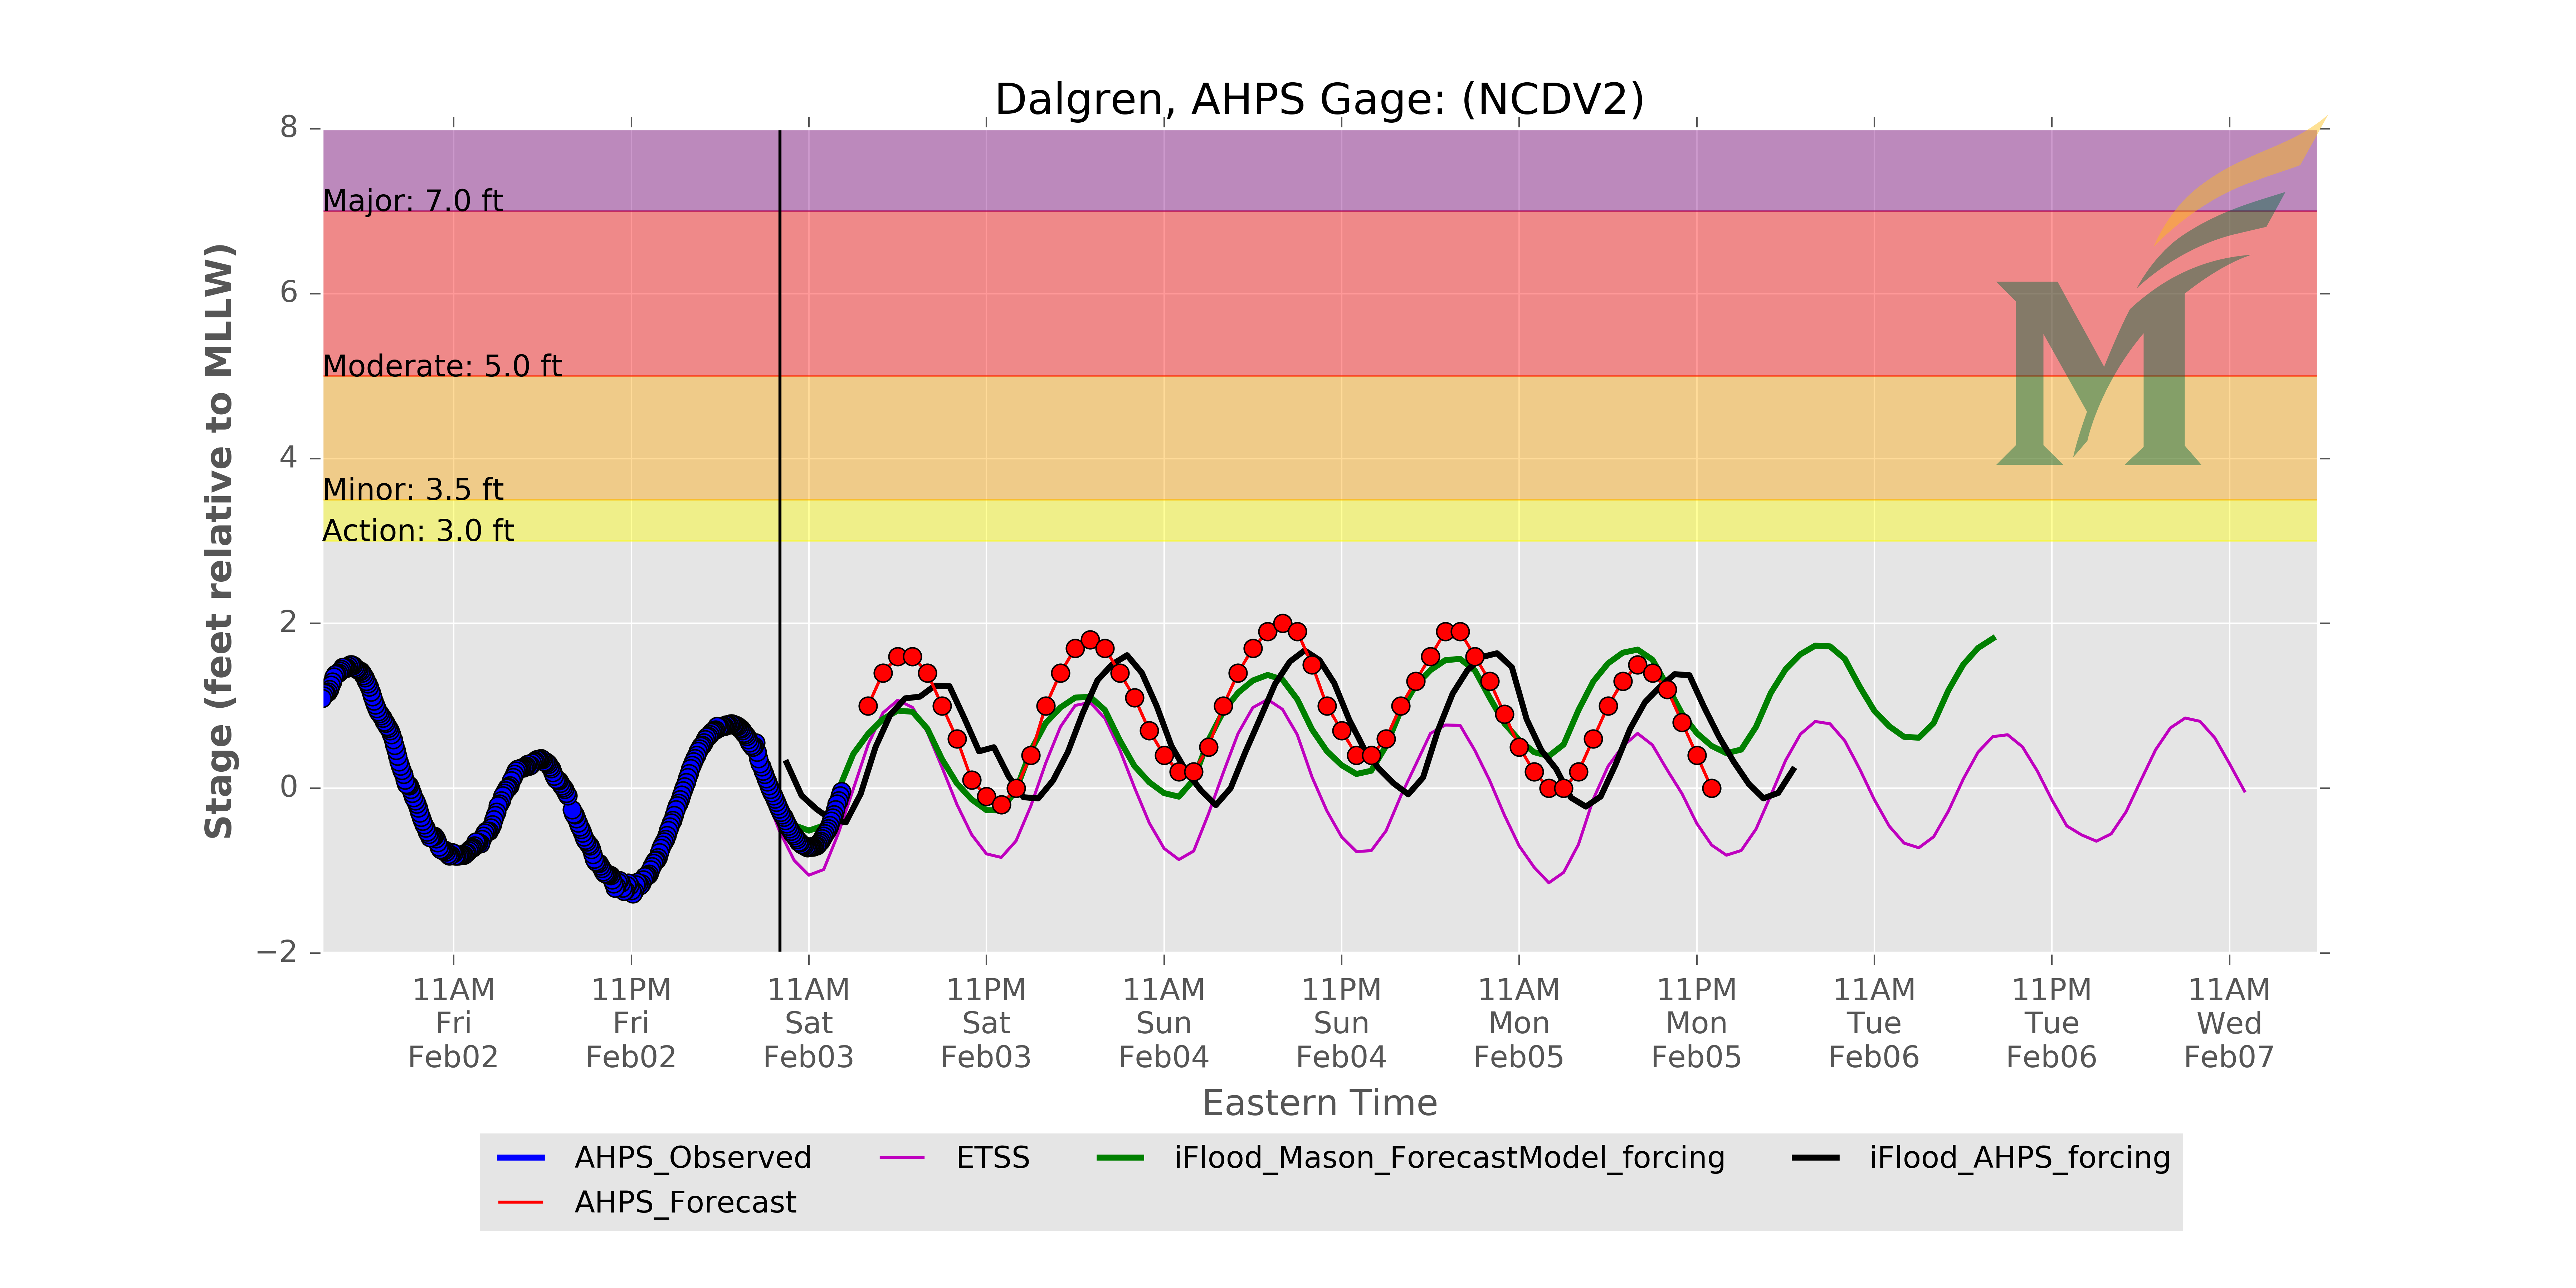 Dalgren, AHPS Gage: (NCDV2)
8
Major: 7.0 ft
6
Moderate: 5.0 ft
4
Minor: 3.5 ft
Action: 3.0 ft
2
0
−2
Stage (feet relative to MLLW)
11AM 11PM 11AM 11PM 11AM 11PM 11AM 11PM 11AM 11PM 11AM
Fri Fri Sat Sat Sun Sun Mon Mon Tue Tue Wed
Feb02 Feb02 Feb03 Feb03 Feb04 Feb04 Feb05 Feb05 Feb06 Feb06 Feb07
Eastern Time
AHPS_Observed ETSS iFlood_Mason_ForecastModel_forcing iFlood_AHPS_forcing
AHPS_Forecast
M